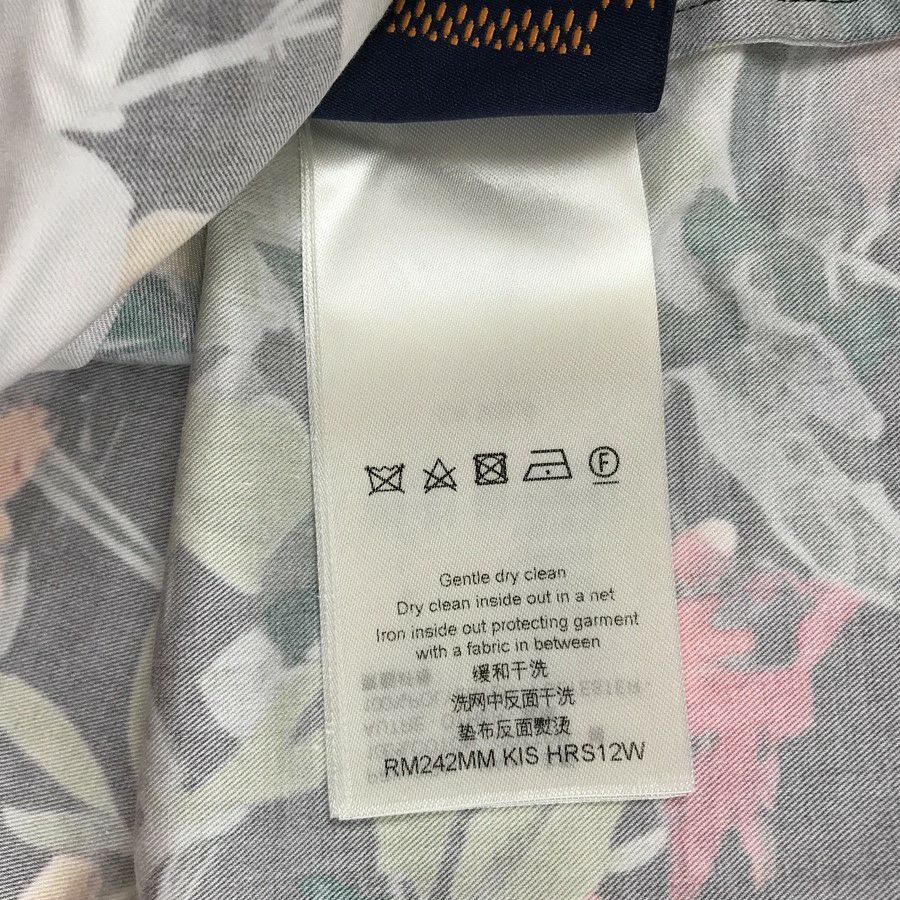 F
Gentle dry clean
Dry clean inside out in a net
Iron inside out protecting garment
with a fabric in between
缓和干洗
洗网中反面干洗
垫布反面熨烫
RM242MM KIS HRS12W